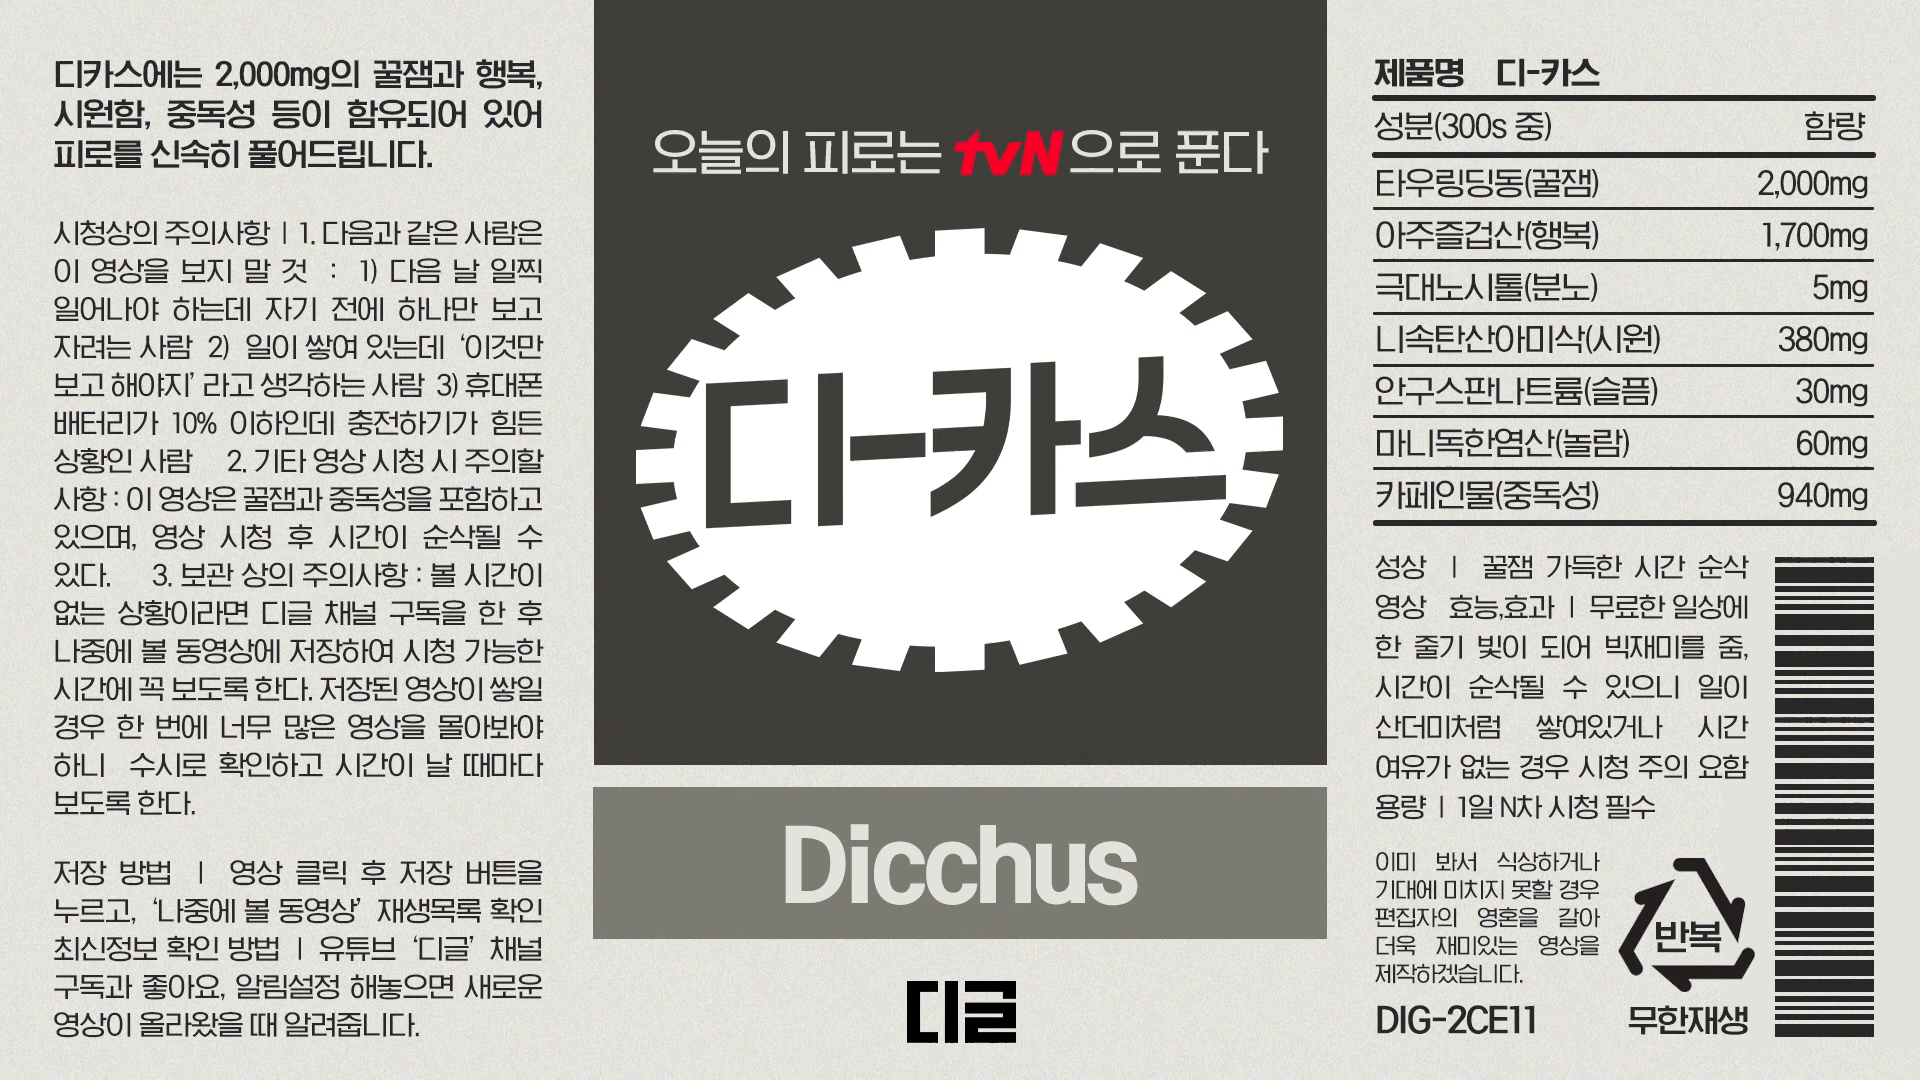 디카스에는 2,000mg의 꿀잼과 행복,
시원함, 중독성 등이 함유되어 있어
피로를 신속히 풀어드립니다.
시청상의 주의사항 | 1. 다음과 같은 사람은
이 영상을 보지 말 것 : 1) 다음 날 일찍
일어나야 하는데 자기 전에 하나만 보고
자려는 사람 2) 일이 쌓여 있는데 ‘이것만
보고 해야지’ 라고 생각하는 사람 3) 휴대폰
배터리가 10% 이하인데 충전하기가 힘든
상황인 사람 2. 기타 영상 시청 시 주의할
사항 : 이 영상은 꿀잼과 중독성을 포함하고
있으며, 영상 시청 후 시간이 순삭될 수
있다. 3. 보관 상의 주의사항 : 볼 시간이
없는 상황이라면 디글 채널 구독을 한 후
나중에 볼 동영상에 저장하여 시청 가능한
시간에 꼭 보도록 한다. 저장된 영상이 쌓일
경우 한 번에 너무 많은 영상을 몰아봐야
하니 수시로 확인하고 시간이 날 때마다
보도록 한다.
저장 방법 | 영상 클릭 후 저장 버튼을
누르고, ‘나중에 볼 동영상’ 재생목록 확인
최신정보 확인 방법 | 유튜브 ‘디글’ 채널
구독과 좋아요, 알림설정 해놓으면 새로운
영상이 올라왔을 때 알려줍니다.
오늘의 피로는 tvN으로 푼다
디-카스
Dicchus
디글
제품명 디-카스
성분(300s 중) 함량
타우링딩동(꿀잼) 2,000mg
아주즐겁산(행복) 1,700mg
극대노시톨(분노) 5mg
니속탄산아미삭(시원) 380mg
안구스판나트륨(슬픔) 30mg
마니독한염산(놀람) 60mg
카페인물(중독성) 940mg
성상 | 꿀잼 가득한 시간 순삭
영상 효능,효과 | 무료한 일상에
한 줄기 빛이 되어 빅재미를 줌,
시간이 순삭될 수 있으니 일이
산더미처럼 쌓여있거나 시간
여유가 없는 경우 시청 주의 요함
용량 | 1일 N차 시청 필수
이미 봐서 식상하거나
기대에 미치지 못할 경우
편집자의 영혼을 갈아
더욱 재미있는 영상을
제작하겠습니다.
DIG-2CE11
반복
무한재생